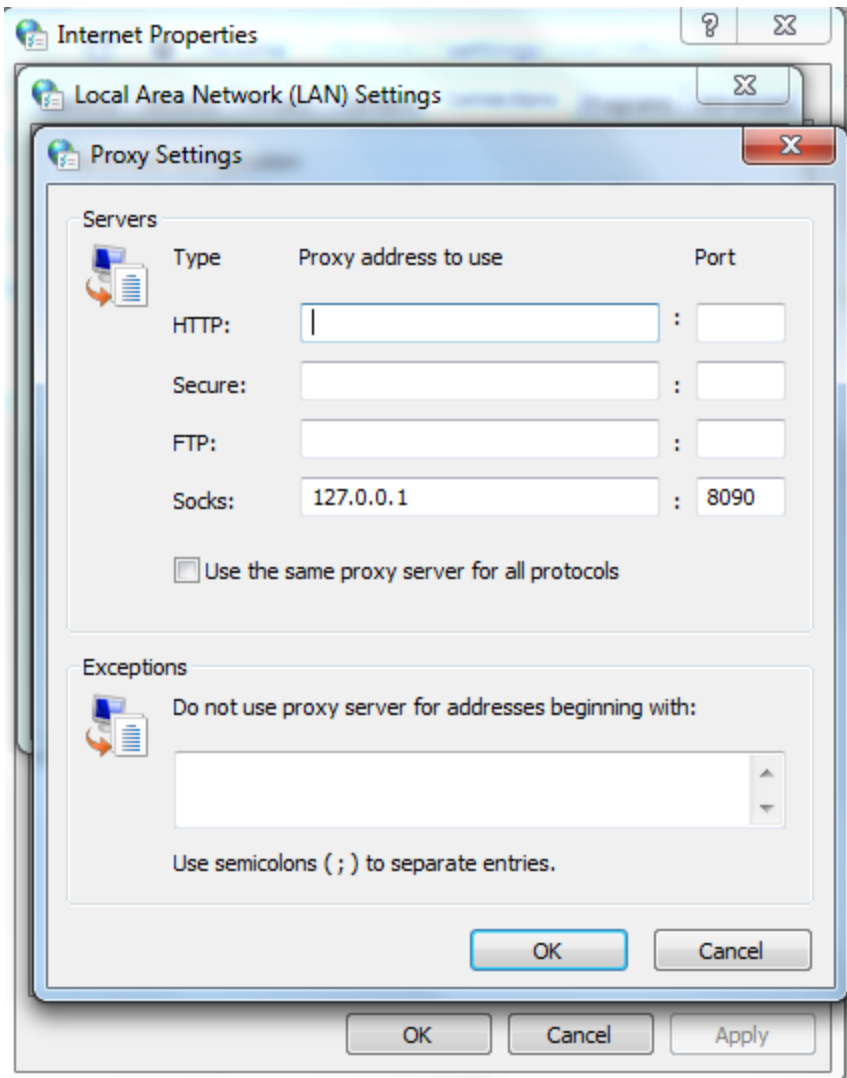 Internet Properties
Local Area Network (LAN) Settings
Proxy Settings
Servers
Type Proxy address to use Port
HTTP: :
Secure: :
FTP: :
Socks: 127.0.0.1 : 8090
Use the same proxy server for all protocols
Exceptions
Do not use proxy server for addresses beginning with:
Use semicolons ( ; ) to separate entries.
OK Cancel
OK Cancel Apply